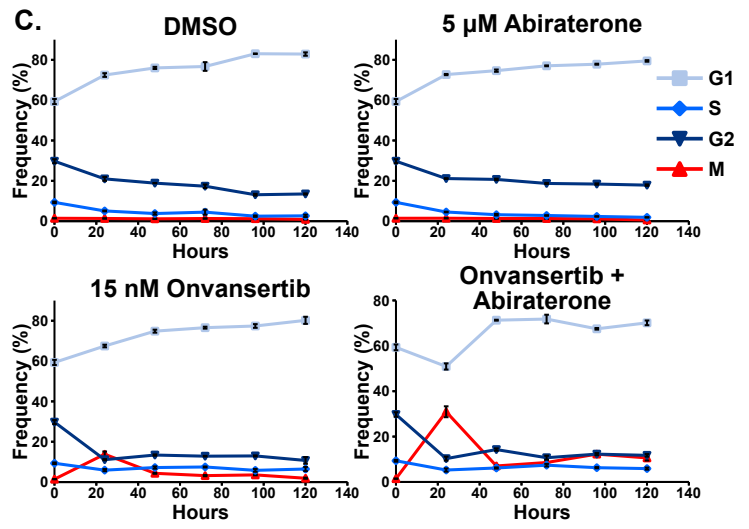 C.
DMSO
5 µM Abiraterone
Frequency (%)
80
60
40
20
0
0 20 40 60 80 100 120 140
Hours
Frequency (%)
80
60
40
20
0
0 20 40 60 80 100 120 140
Hours
G1
S
G2
M
15 nM Onvansertib
Onvansertib +
Abiraterone
Frequency (%)
80
60
40
20
0
0 20 40 60 80 100 120 140
Hours
Frequency (%)
80
60
40
20
0
0 20 40 60 80 100 120 140
Hours